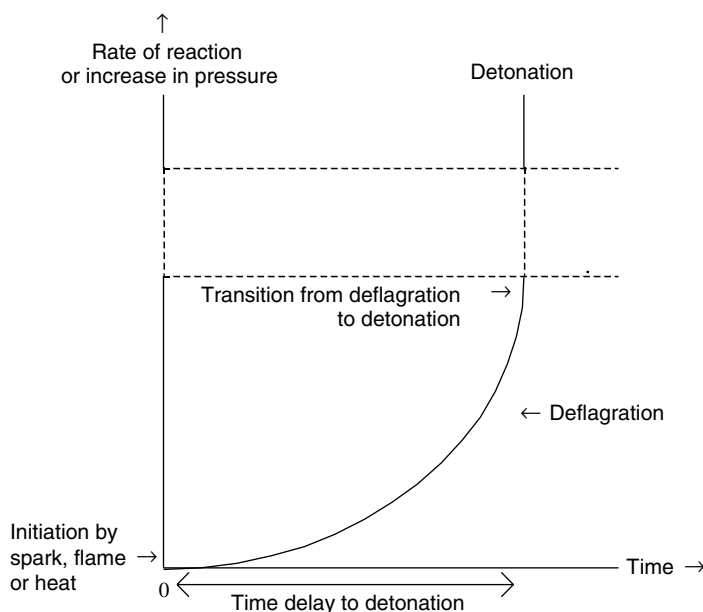 ↑
Rate of reaction
or increase in pressure
Detonation
Transition from deflagration →
to detonation
← Deflagration
Initiation by
spark, flame →
or heat
Time →
0
Time delay to detonation